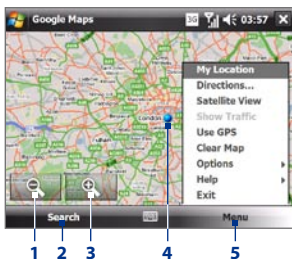 Google Maps 3G 03:57
My Location
Directions...
Satellite View
Show Traffic
Use GPS
Clear Map
Options
Help
Exit
London
Search Menu
1 2 3 4 5